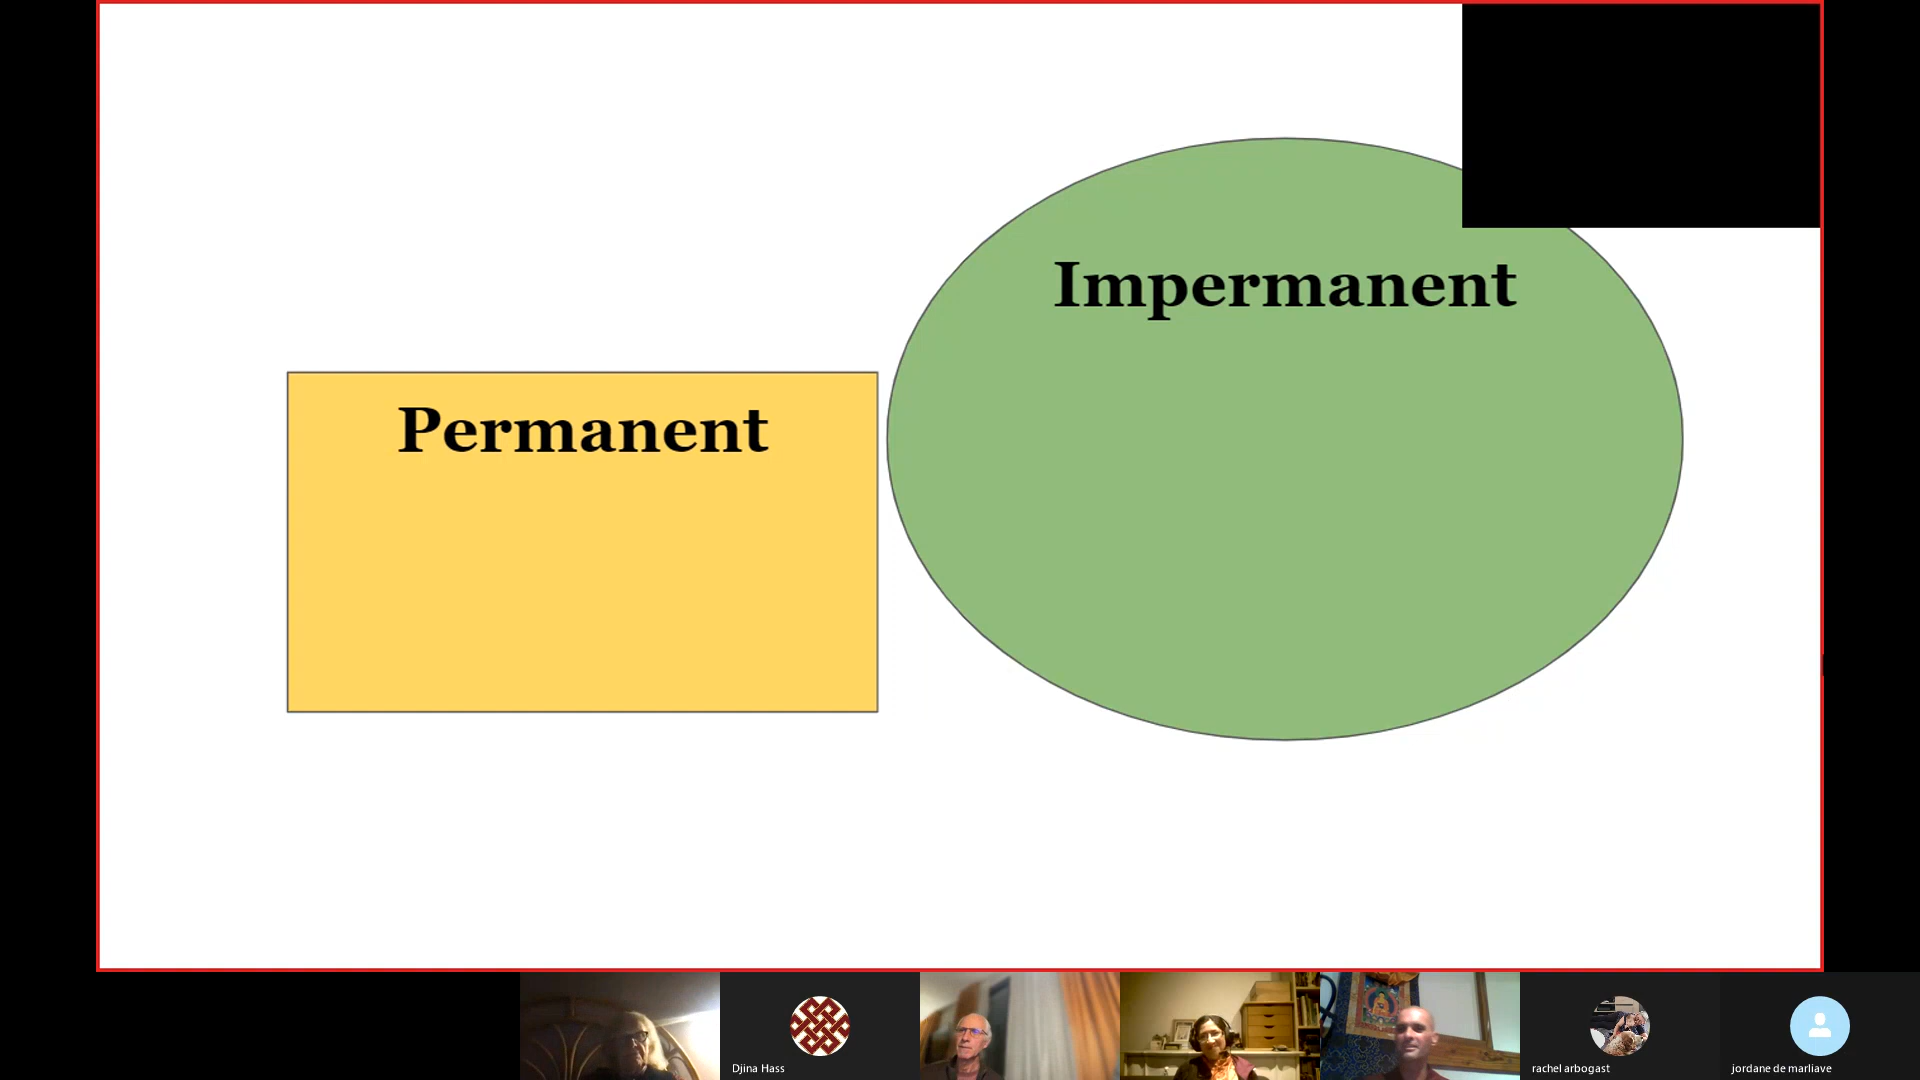 Impermanent
Permanent
Djina Hass
rachel arbogast
jordane de marliave